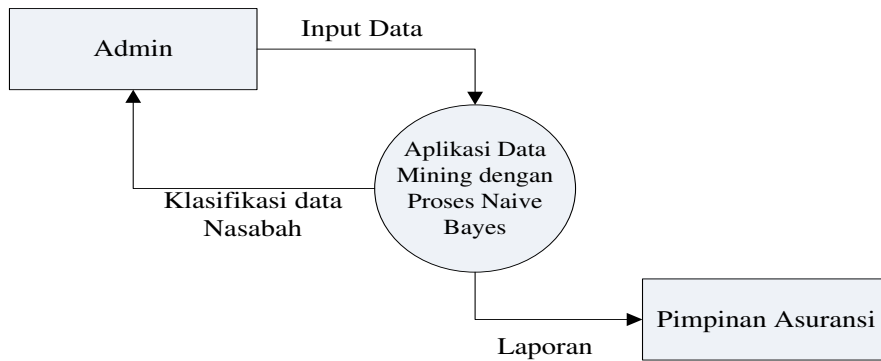 Input Data
Admin
Aplikasi Data
Mining dengan
Proses Naive
Bayes
Klasifikasi data
Nasabah
Pimpinan Asuransi
Laporan